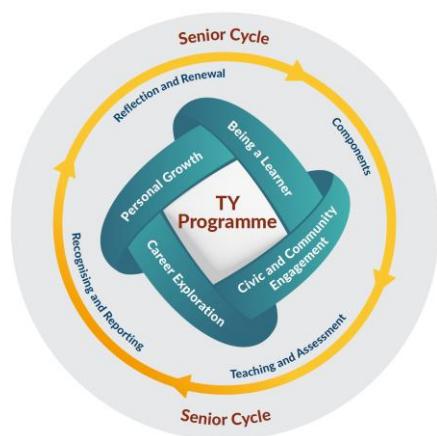 Senior Cycle
Reflection and Renewal
Components
Being a Learner
Personal Growth
TY
Programme
Civic and Community
Engagement
Career Exploration
Recognising and Reporting
Teaching and Assessment
Senior Cycle